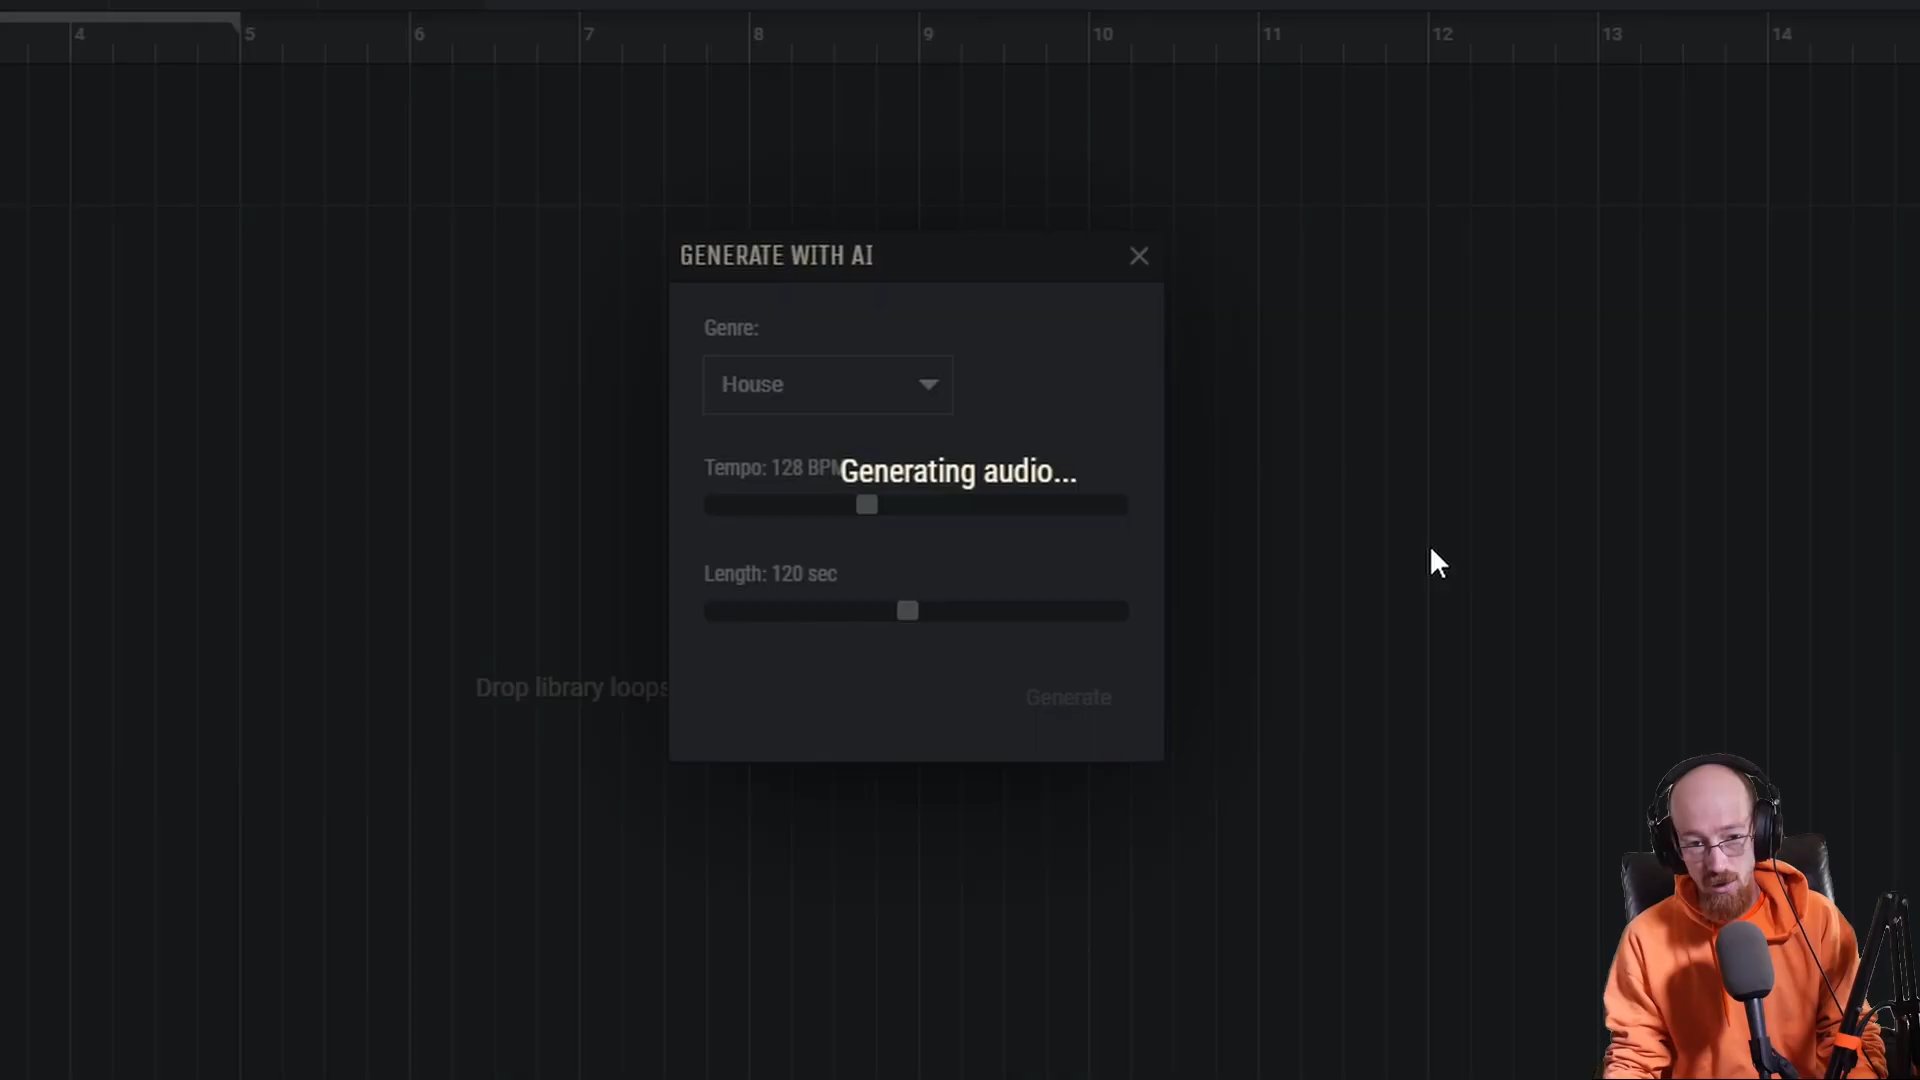 4 5 6 7 8 9 10 11 12 13 14
GENERATE WITH AI
Genre:
House
Tempo: 128 BPM
Generating audio...
Length: 120 sec
Drop library loops
Generate